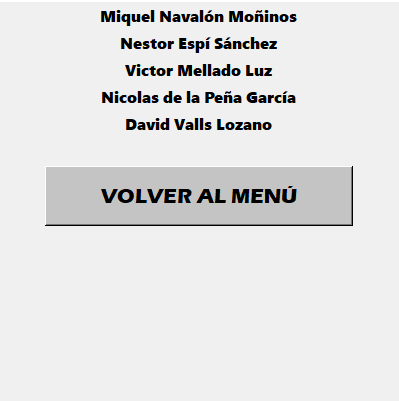 Miquel Navalón Moñinos
Nestor Espí Sánchez
Victor Mellado Luz
Nicolas de la Peña García
David Valls Lozano
VOLVER AL MENÚ